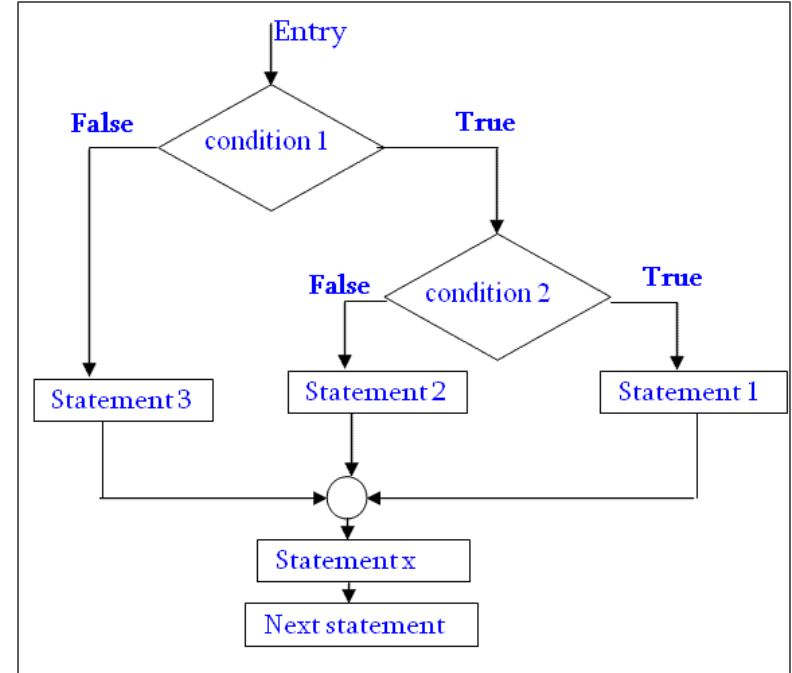 Entry
False
True
condition 1
False
True
condition 2
Statement 3
Statement 2
Statement 1
Statement x
Next statement